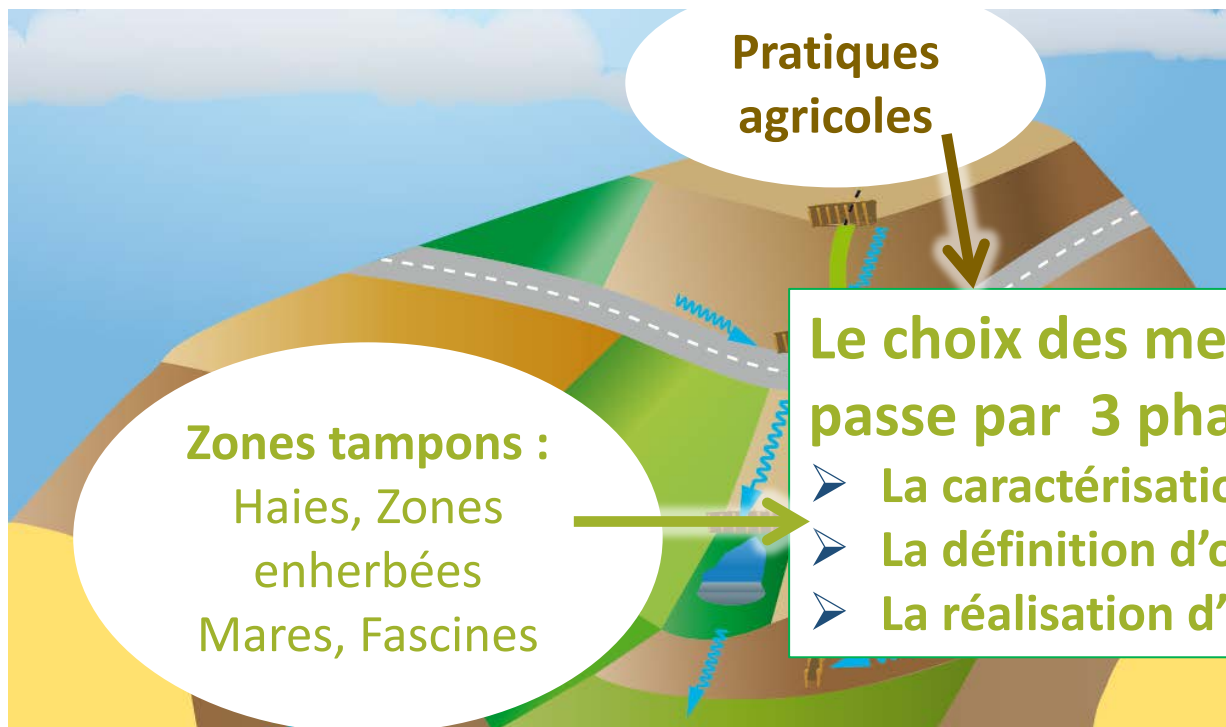 Pratiques
agricoles
Zones tampons :
Haies, Zones
enherbées
Mares, Fascines
Le choix des
passe par 3
➢ La
➢ La définition
➢ La réalisation